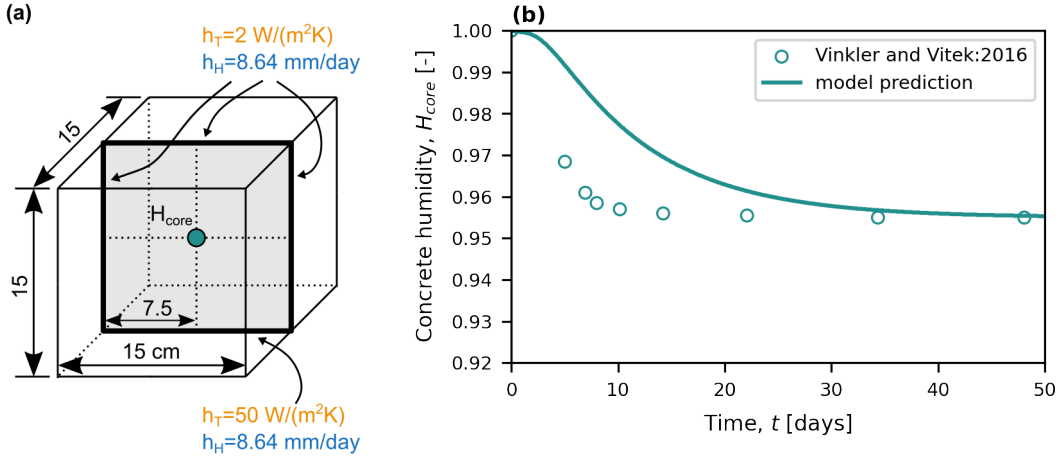 (a)
h_T=2 W/(m²K)
h_H=8.64 mm/day
15
H_core
15
7.5
15 cm
h_T=50 W/(m²K)
h_H=8.64 mm/day
(b)
Concrete humidity, H_core [-]
1.00
0.99
0.98
0.97
0.96
0.95
0.94
0.93
0.92
Vinkler and Vitek:2016
model prediction
0 10 20 30 40 50
Time, t [days]